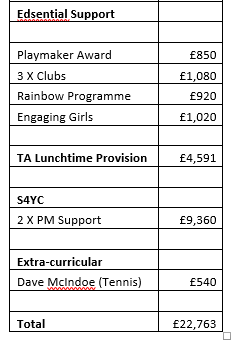 Edsential Support
Playmaker Award £850
3 X Clubs £1,080
Rainbow Programme £920
Engaging Girls £1,020
TA Lunchtime Provision £4,591
S4YC
2 X PM Support £9,360
Extra-curricular
Dave McIndoe (Tennis) £540
Total £22,763